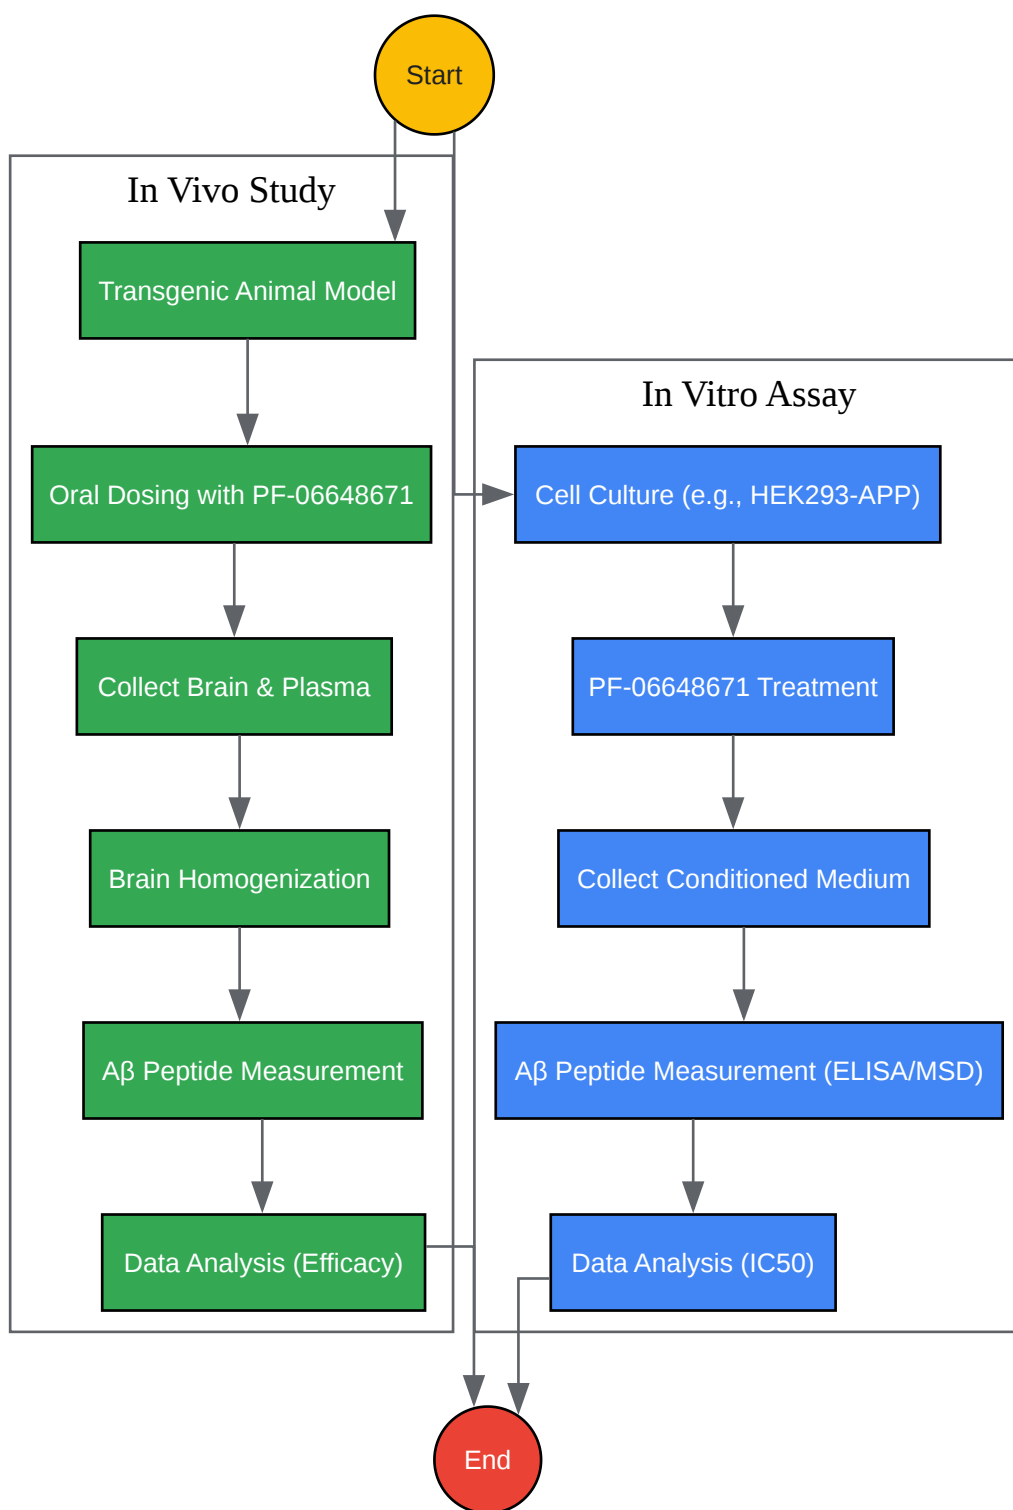 Start
In Vivo Study
Transgenic Animal Model
Oral Dosing with PF-06648671
Collect Brain & Plasma
Brain Homogenization
Aβ Peptide Measurement
Data Analysis (Efficacy)
In Vitro Assay
Cell Culture (e.g., HEK293-APP)
PF-06648671 Treatment
Collect Conditioned Medium
Aβ Peptide Measurement (ELISA/MSD)
Data Analysis (IC50)
End